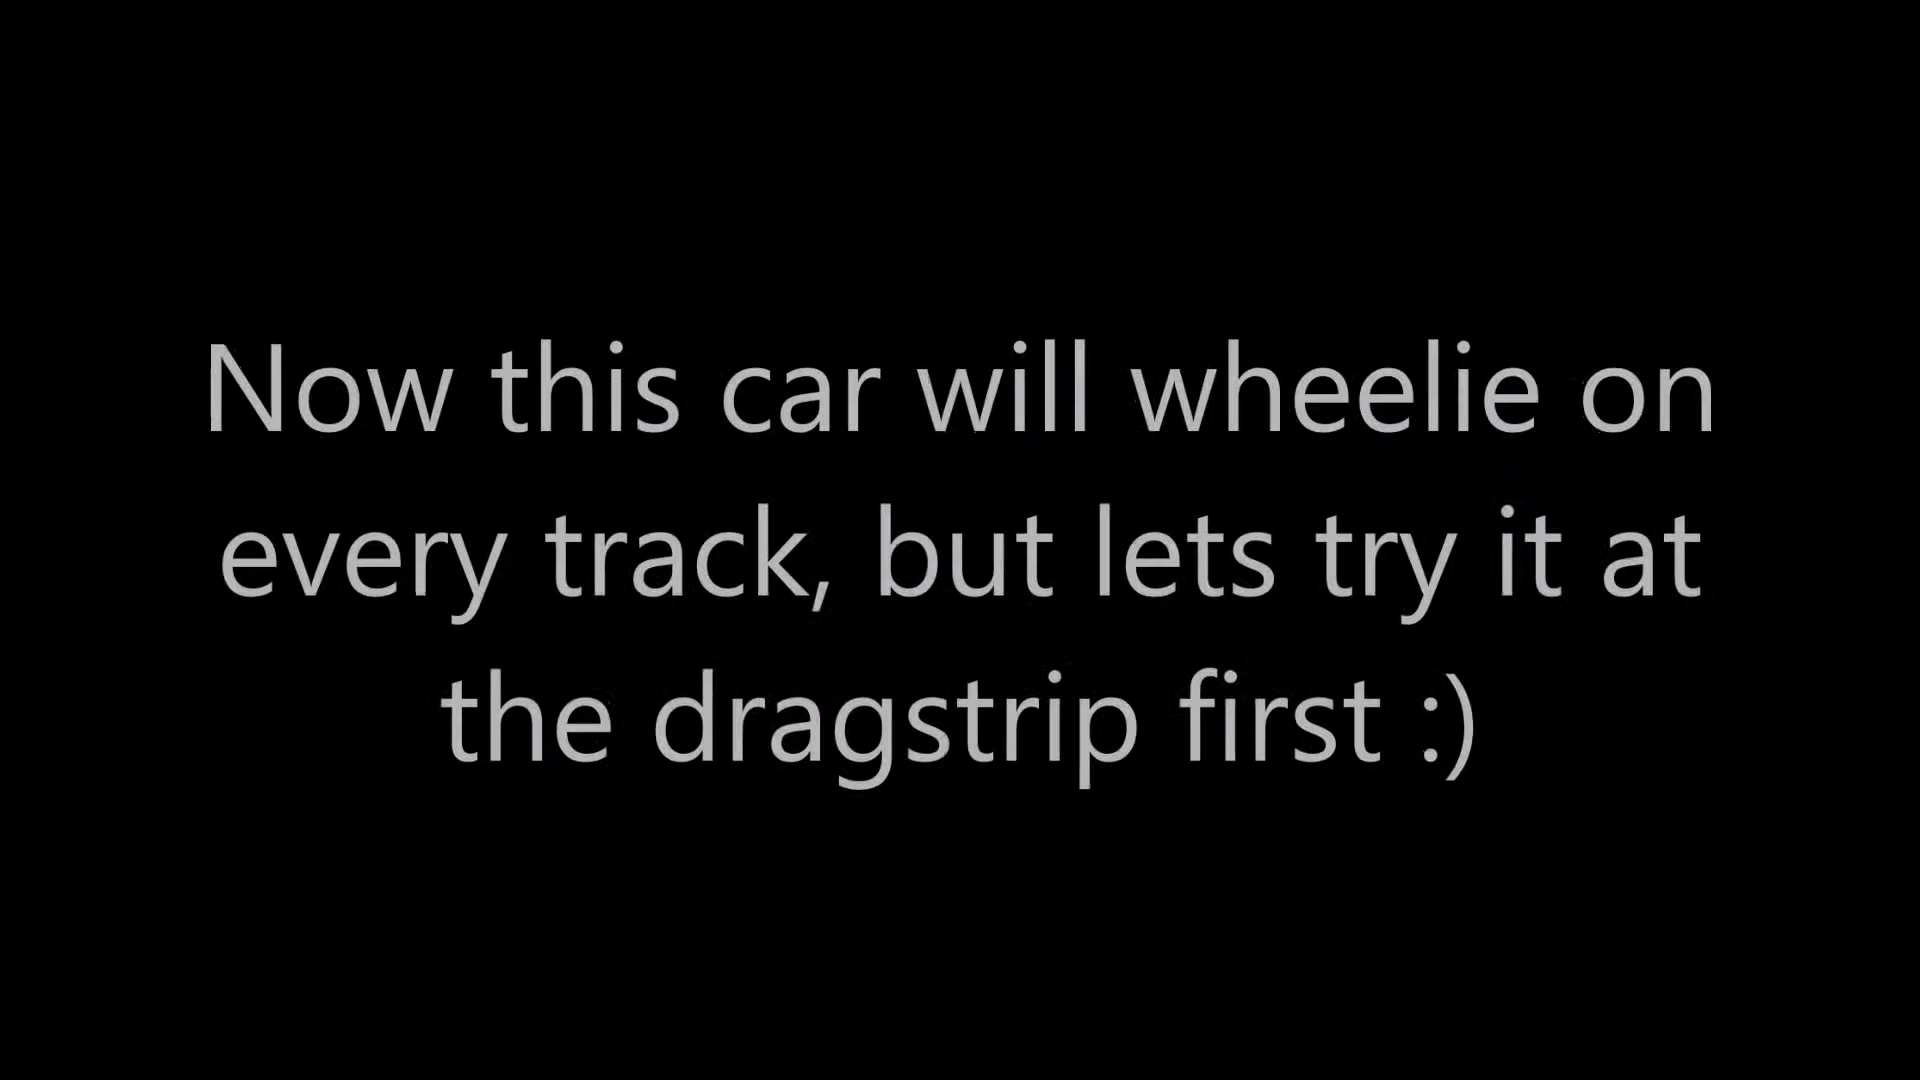 Now this car will wheelie on
every track, but lets try it at
the dragstrip first :)